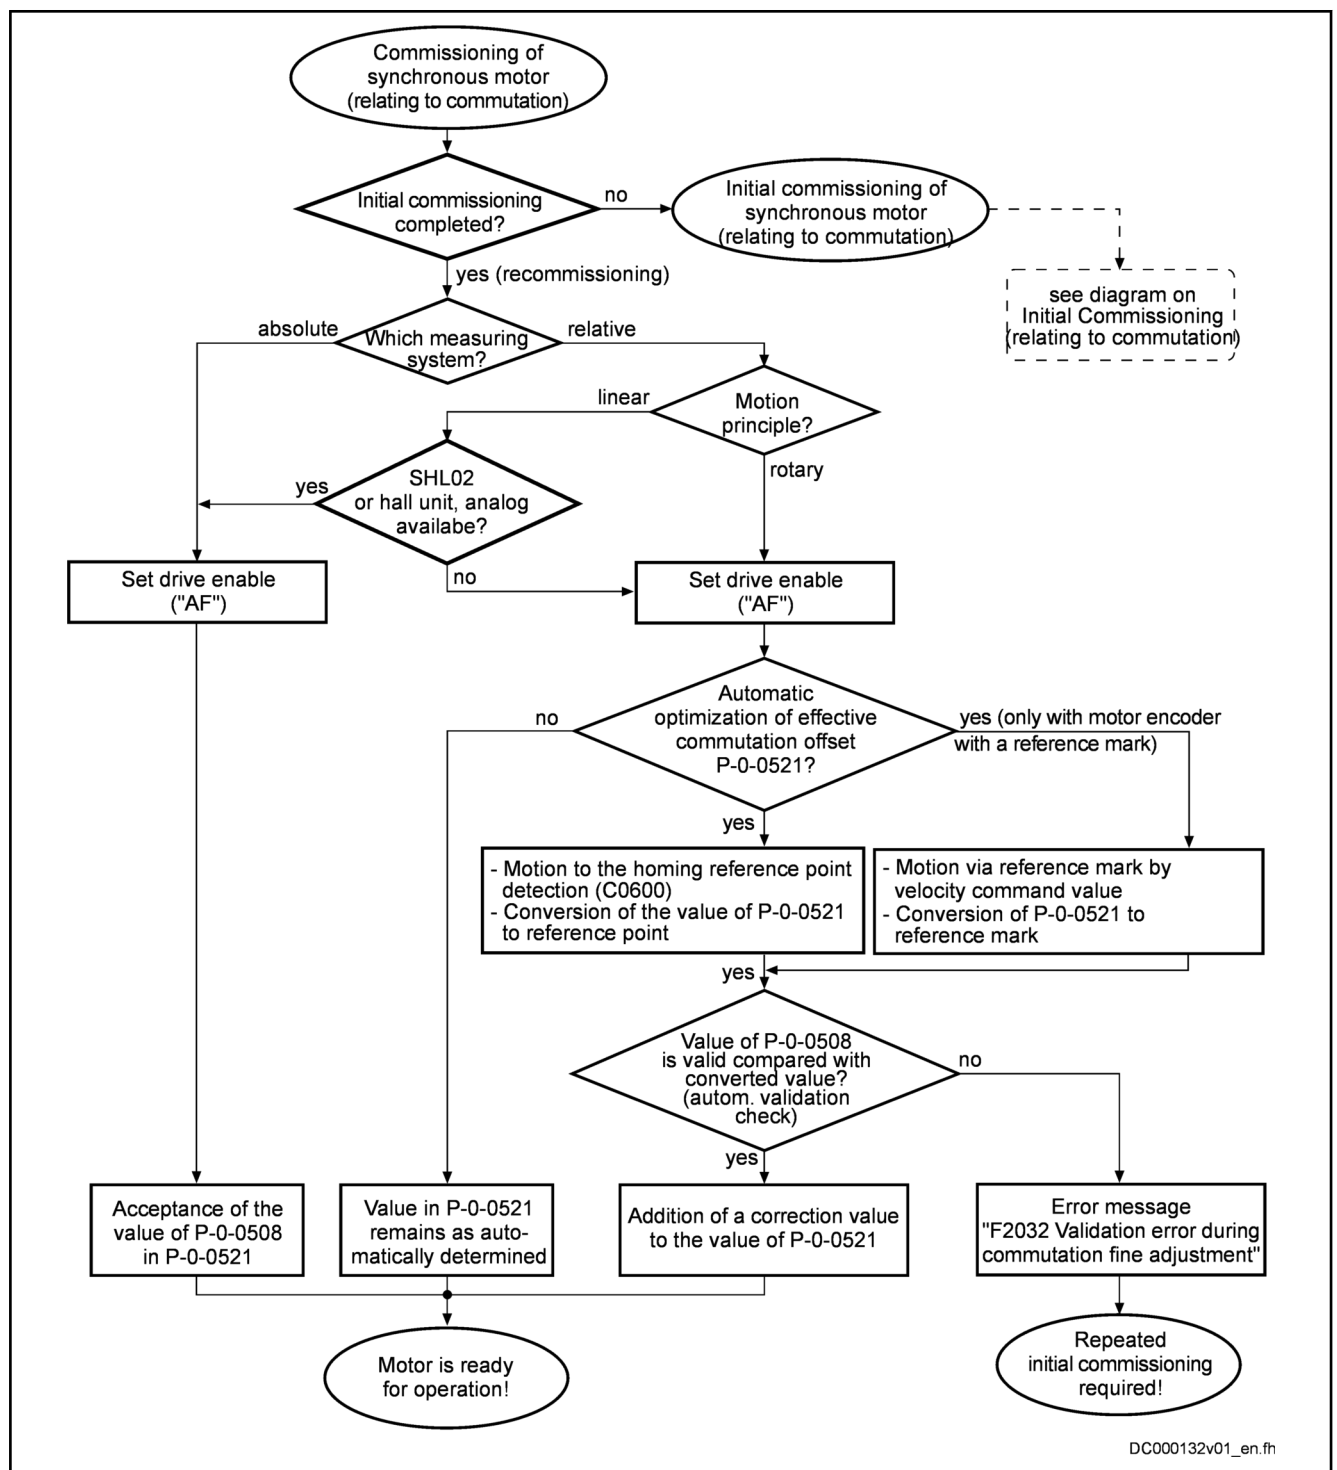 Commissioning of
synchronous motor
(relating to commutation)
Initial commissioning
completed?
no
Initial commissioning of
synchronous motor
(relating to commutation)
yes (recommissioning)
see diagram on
Initial Commissioning
(relating to commutation)
absolute
Which measuring
system?
relative
linear
Motion
principle?
rotary
SHL02
or hall unit, analog
availabe?
yes
no
Set drive enable
("AF")
Set drive enable
("AF")
Automatic
optimization of effective
commutation offset
P-0-0521?
no
yes (only with motor encoder
with a reference mark)
yes
- Motion to the homing reference point
detection (C0600)
- Conversion of the value of P-0-0521
to reference point
- Motion via reference mark by
velocity command value
- Conversion of P-0-0521 to
reference mark
yes
Value of P-0-0508
is valid compared with
converted value?
(autom. validation
check)
no
yes
Acceptance of the
value of P-0-0508
in P-0-0521
Value in P-0-0521
remains as auto-
matically determined
Addition of a correction value
to the value of P-0-0521
Error message
"F2032 Validation error during
commutation fine adjustment"
Motor is ready
for operation!
Repeated
initial commissioning
required!
DC000132v01_en.fh